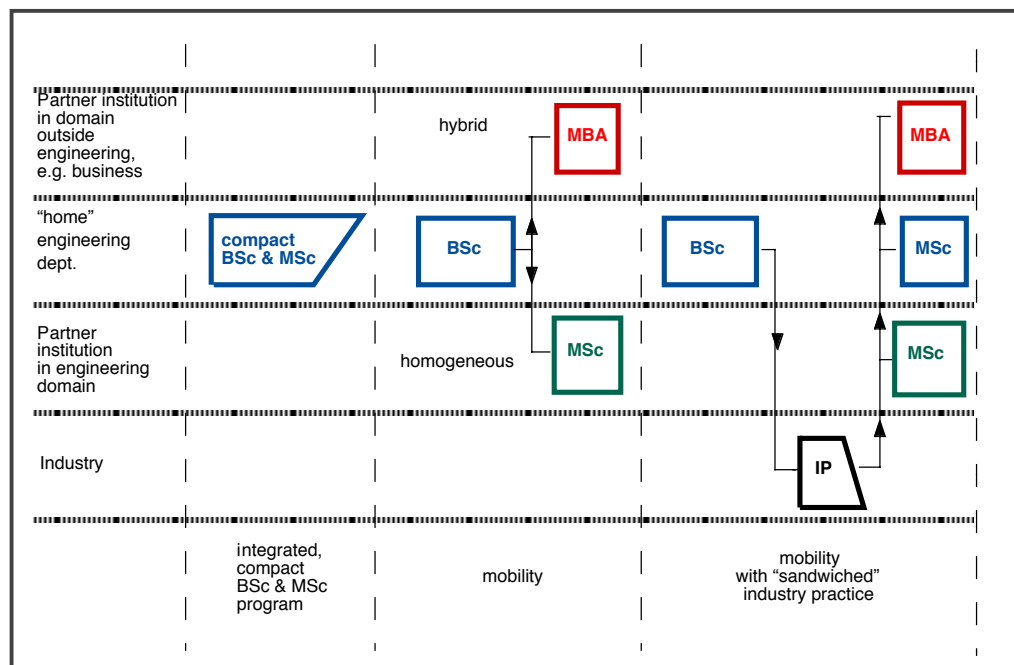 Partner institution
in domain
outside
engineering,
e.g. business
hybrid
MBA
MBA
“home”
engineering
dept.
compact
BSc & MSc
BSc
BSc
MSc
Partner
institution
in engineering
domain
homogeneous
MSc
MSc
Industry
IP
integrated,
compact
BSc & MSc
program
mobility
mobility
with “sandwiched”
industry practice